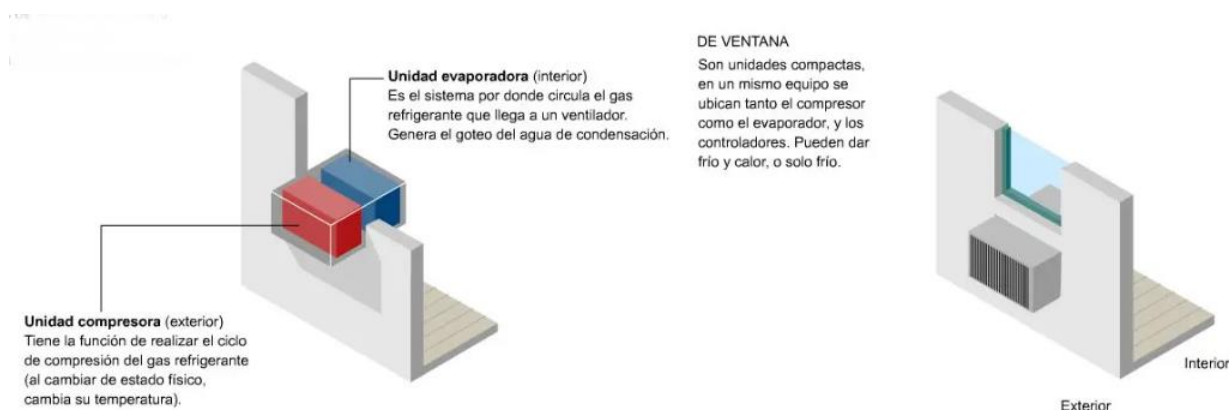 Unidad evaporadora (interior)
Es el sistema por donde circula el gas
refrigerante que llega a un ventilador.
Genera el goteo del agua de condensación.
Unidad compresora (exterior)
Tiene la función de realizar el ciclo
de compresión del gas refrigerante
(al cambiar de estado físico,
cambia su temperatura).
DE VENTANA
Son unidades compactas,
en un mismo equipo se
ubican tanto el compresor
como el evaporador, y los
controladores. Pueden dar
frío y calor, o solo frío.
Interior
Exterior